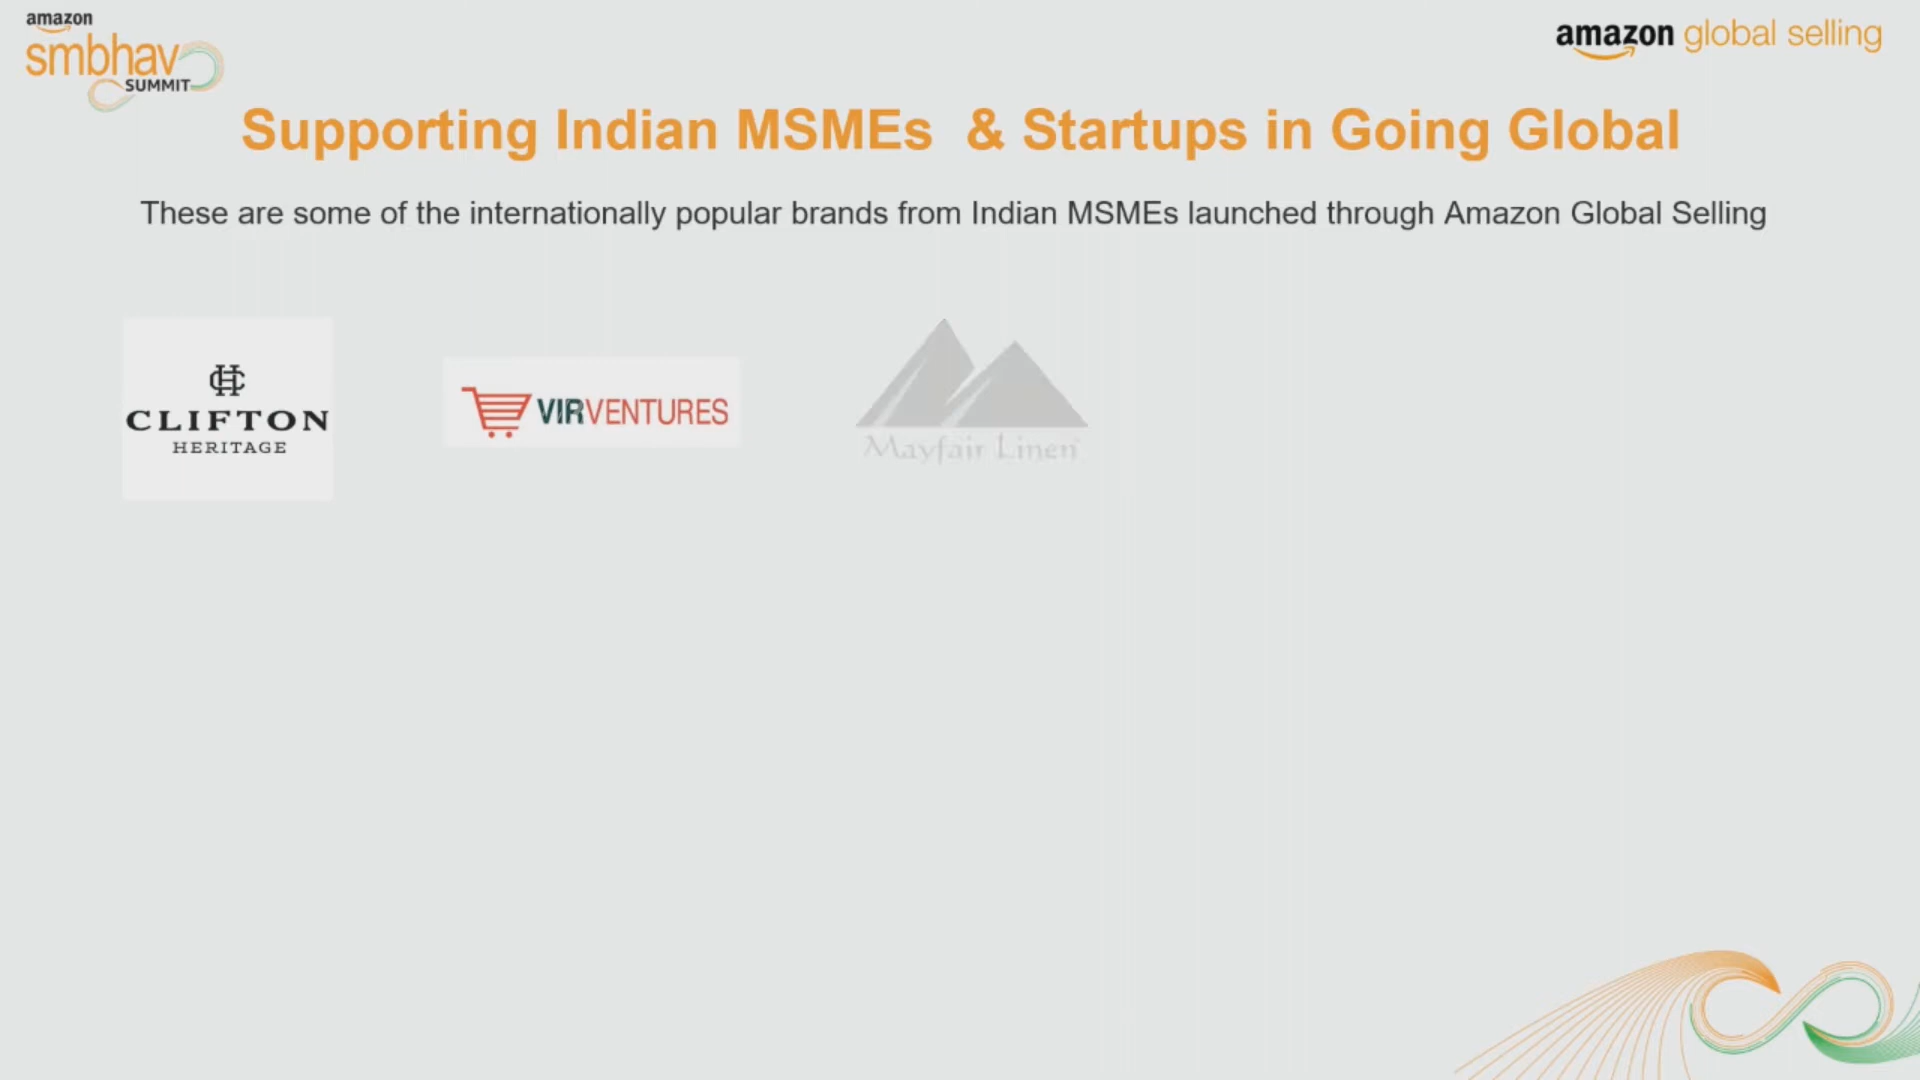 amazon
smbhav
SUMMIT
amazon global selling
Supporting Indian MSMEs & Startups in Going Global
These are some of the internationally popular brands from Indian MSMEs launched through Amazon Global Selling
CH
CLIFTON
HERITAGE
VIRVENTURES
Mayfair Linen